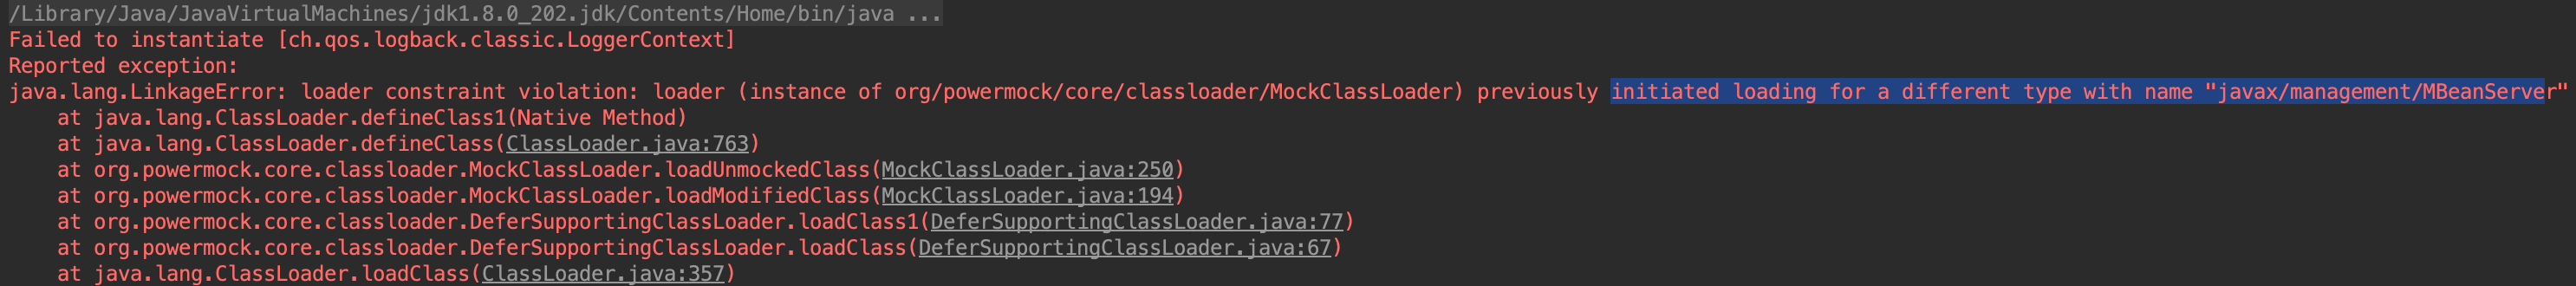 /Library/Java/JavaVirtualMachines/jdk1.8.0_202.jdk/Contents/Home/bin/java ...
Failed to instantiate [ch.qos.logback.classic.LoggerContext]
Reported exception:
java.lang.LinkageError: loader constraint violation: loader (instance of org/powermock/core/classloader/MockClassLoader) previously initiated loading for a different type with name "javax/management/MBeanServer"
    at java.lang.ClassLoader.defineClass1(Native Method)
    at java.lang.ClassLoader.defineClass(ClassLoader.java:763)
    at org.powermock.core.classloader.MockClassLoader.loadUnmockedClass(MockClassLoader.java:250)
    at org.powermock.core.classloader.MockClassLoader.loadModifiedClass(MockClassLoader.java:194)
    at org.powermock.core.classloader.DeferSupportingClassLoader.loadClass1(DeferSupportingClassLoader.java:77)
    at org.powermock.core.classloader.DeferSupportingClassLoader.loadClass(DeferSupportingClassLoader.java:67)
    at java.lang.ClassLoader.loadClass(ClassLoader.java:357)